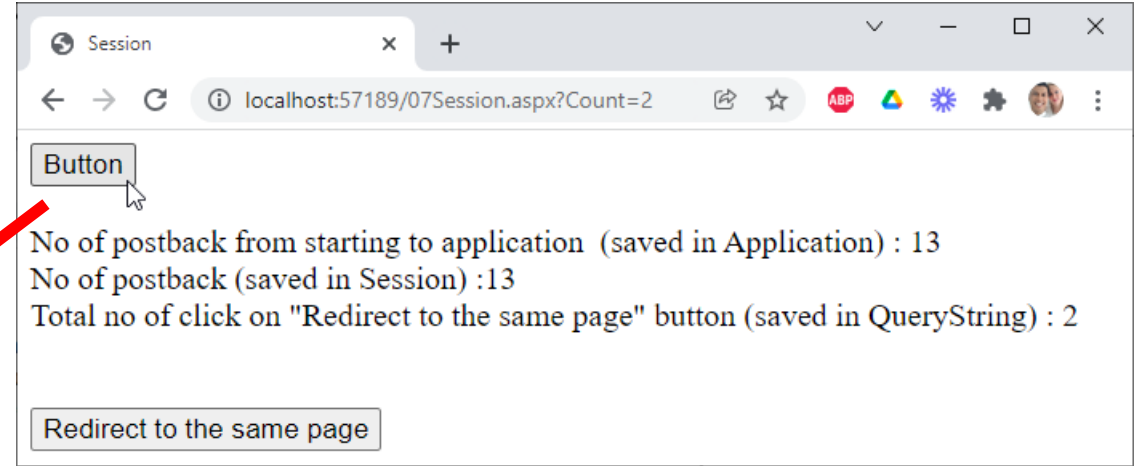 Session
localhost:57189/07Session.aspx?Count=2
ABP
Button
No of postback from starting to application  (saved in Application) : 13
No of postback (saved in Session) :13
Total no of click on "Redirect to the same page" button (saved in QueryString) : 2
Redirect to the same page